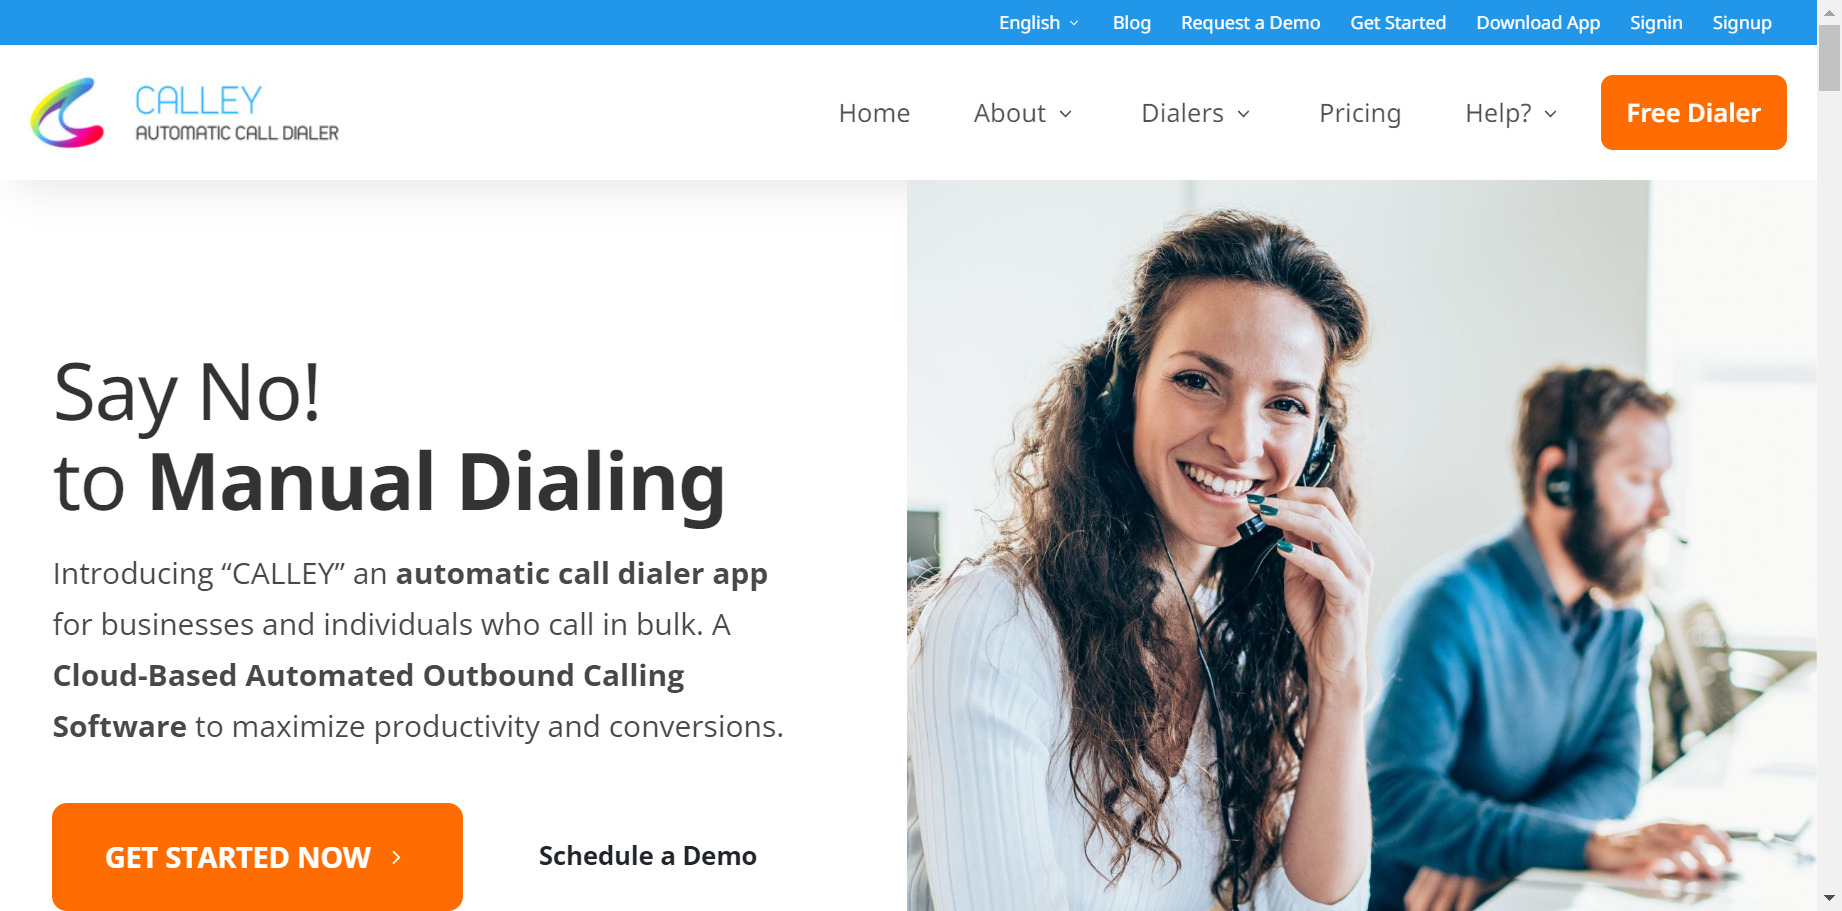 English Blog Request a Demo Get Started Download App Signin Signup
CALLEY
AUTOMATIC CALL DIALER
Home About Dialers Pricing Help? Free Dialer
Say No!
to Manual Dialing
Introducing “CALLEY” an automatic call dialer app
for businesses and individuals who call in bulk. A
Cloud-Based Automated Outbound Calling
Software to maximize productivity and conversions.
GET STARTED NOW
Schedule a Demo